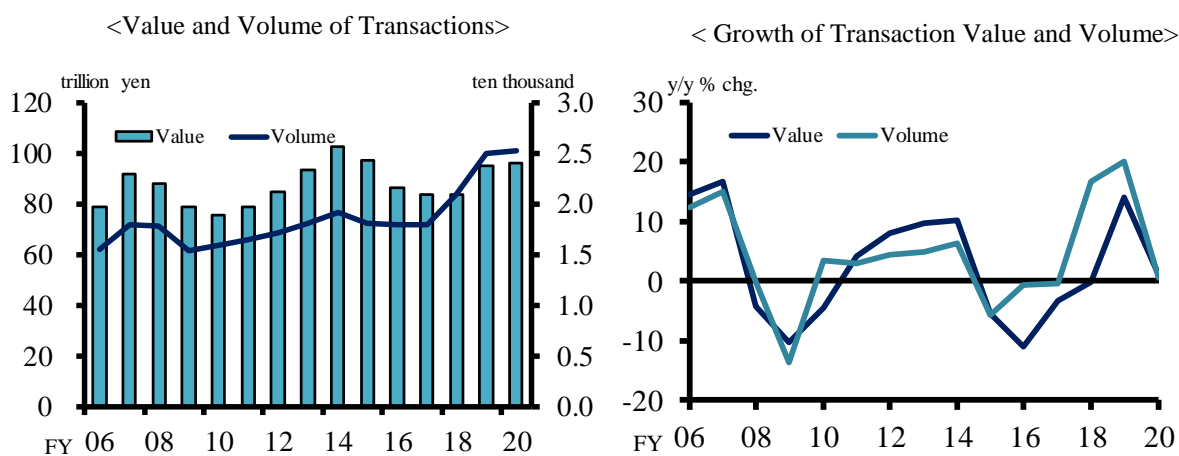 <Value and Volume of Transactions>
trillion yen
ten thousand
120
100
80
60
40
20
0
3.0
2.5
2.0
1.5
1.0
0.5
0.0
Value
Volume
FY 06 08 10 12 14 16 18 20
< Growth of Transaction Value and Volume>
y/y % chg.
30
20
10
0
-10
-20
Value
Volume
FY 06 08 10 12 14 16 18 20